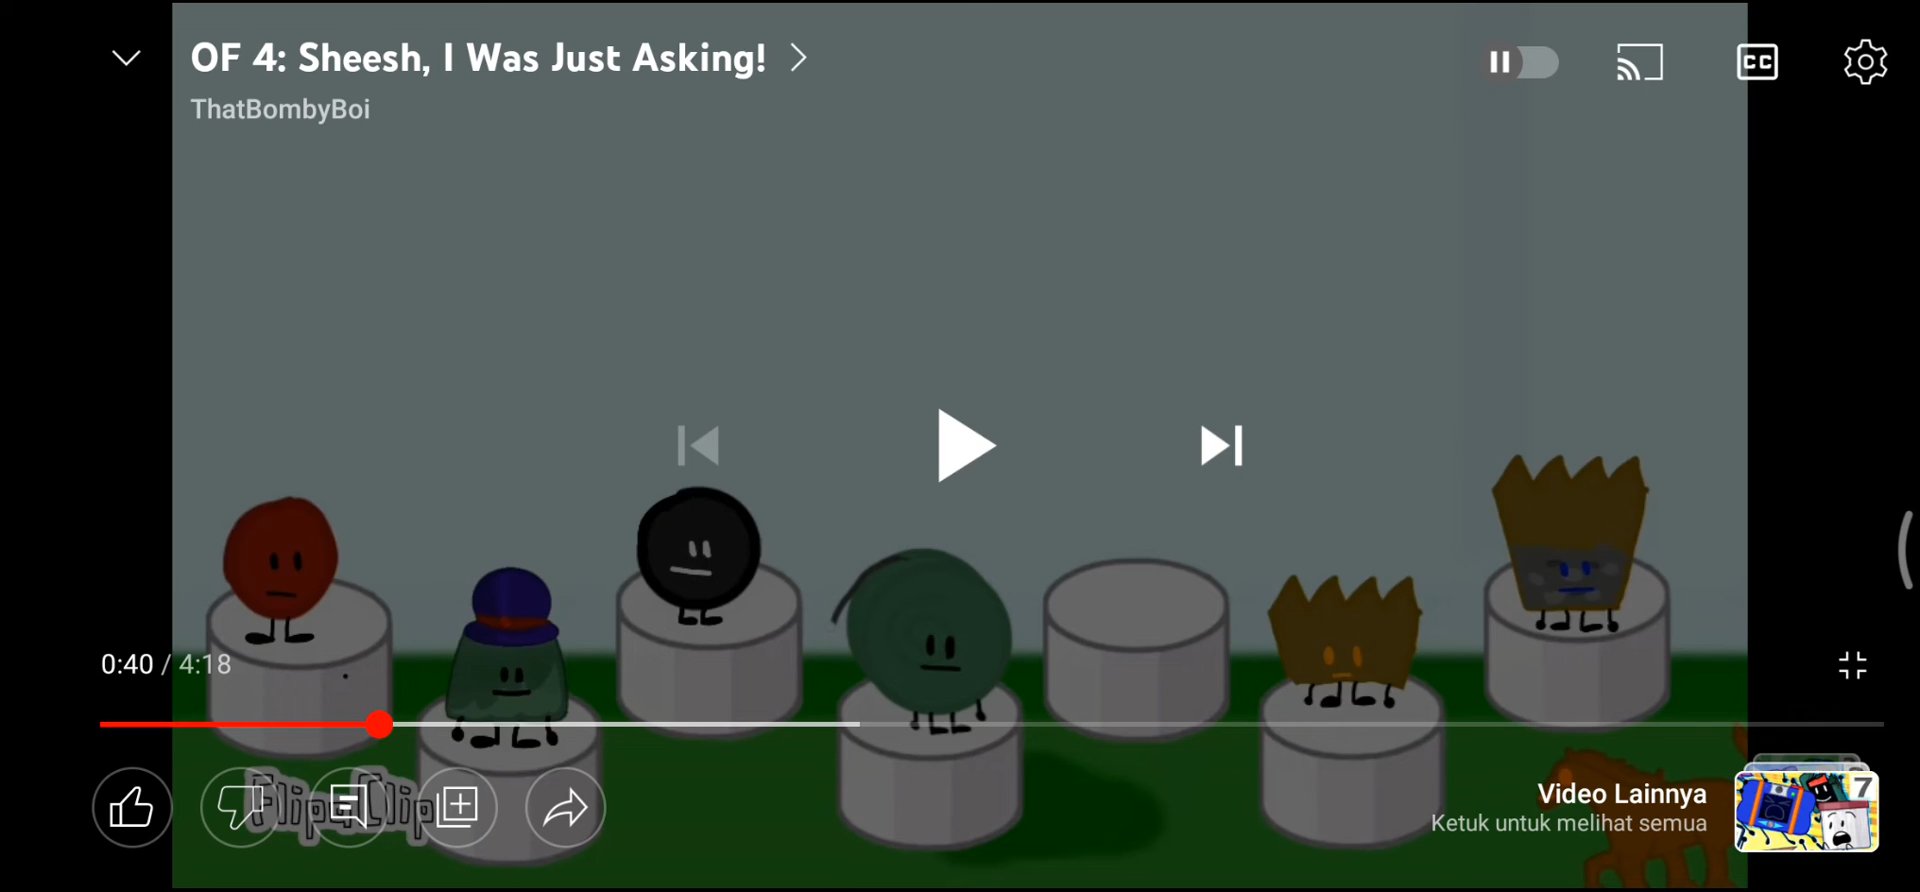 OF 4: Sheesh, I Was Just Asking!
ThatBombyBoi
CC
0:40 / 4:18
FlipaClip
Video Lainnya
Ketuk untuk melihat semua
7